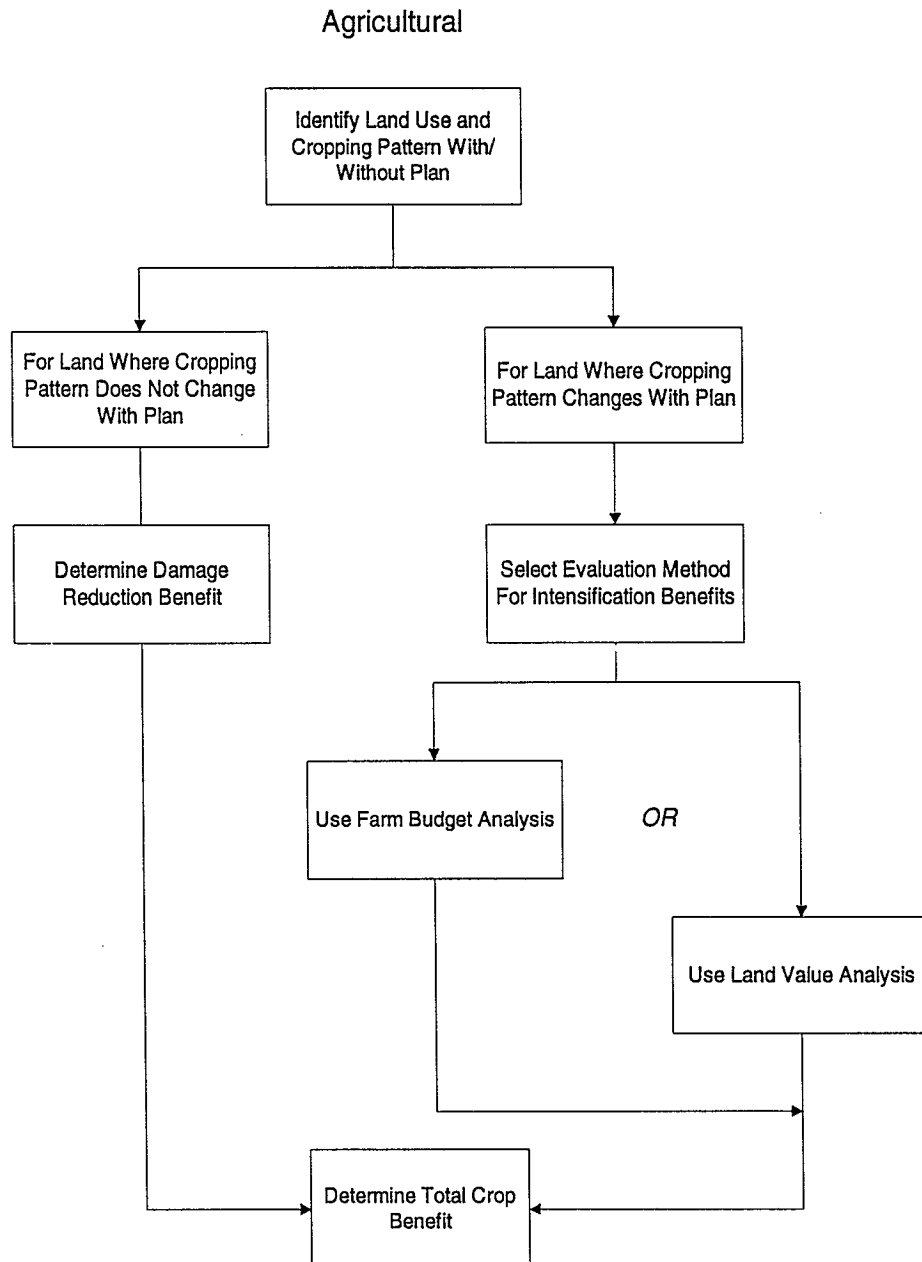 Agricultural
Identify Land Use and
Cropping Pattern With/
Without Plan
For Land Where Cropping
Pattern Does Not Change
With Plan
For Land Where Cropping
Pattern Changes With Plan
Determine Damage
Reduction Benefit
Select Evaluation Method
For Intensification Benefits
Use Farm Budget Analysis
OR
Use Land Value Analysis
Determine Total Crop
Benefit